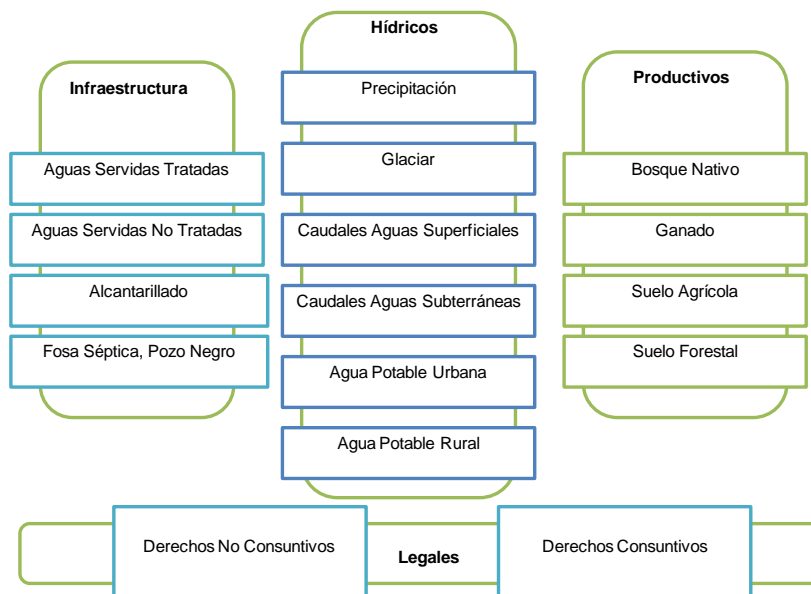 Infraestructura
Aguas Servidas Tratadas
Aguas Servidas No Tratadas
Alcantarillado
Fosa Séptica, Pozo Negro
Hídricos
Precipitación
Glaciar
Caudales Aguas Superficiales
Caudales Aguas Subterráneas
Agua Potable Urbana
Agua Potable Rural
Productivos
Bosque Nativo
Ganado
Suelo Agrícola
Suelo Forestal
Derechos No Consuntivos
Legales
Derechos Consuntivos